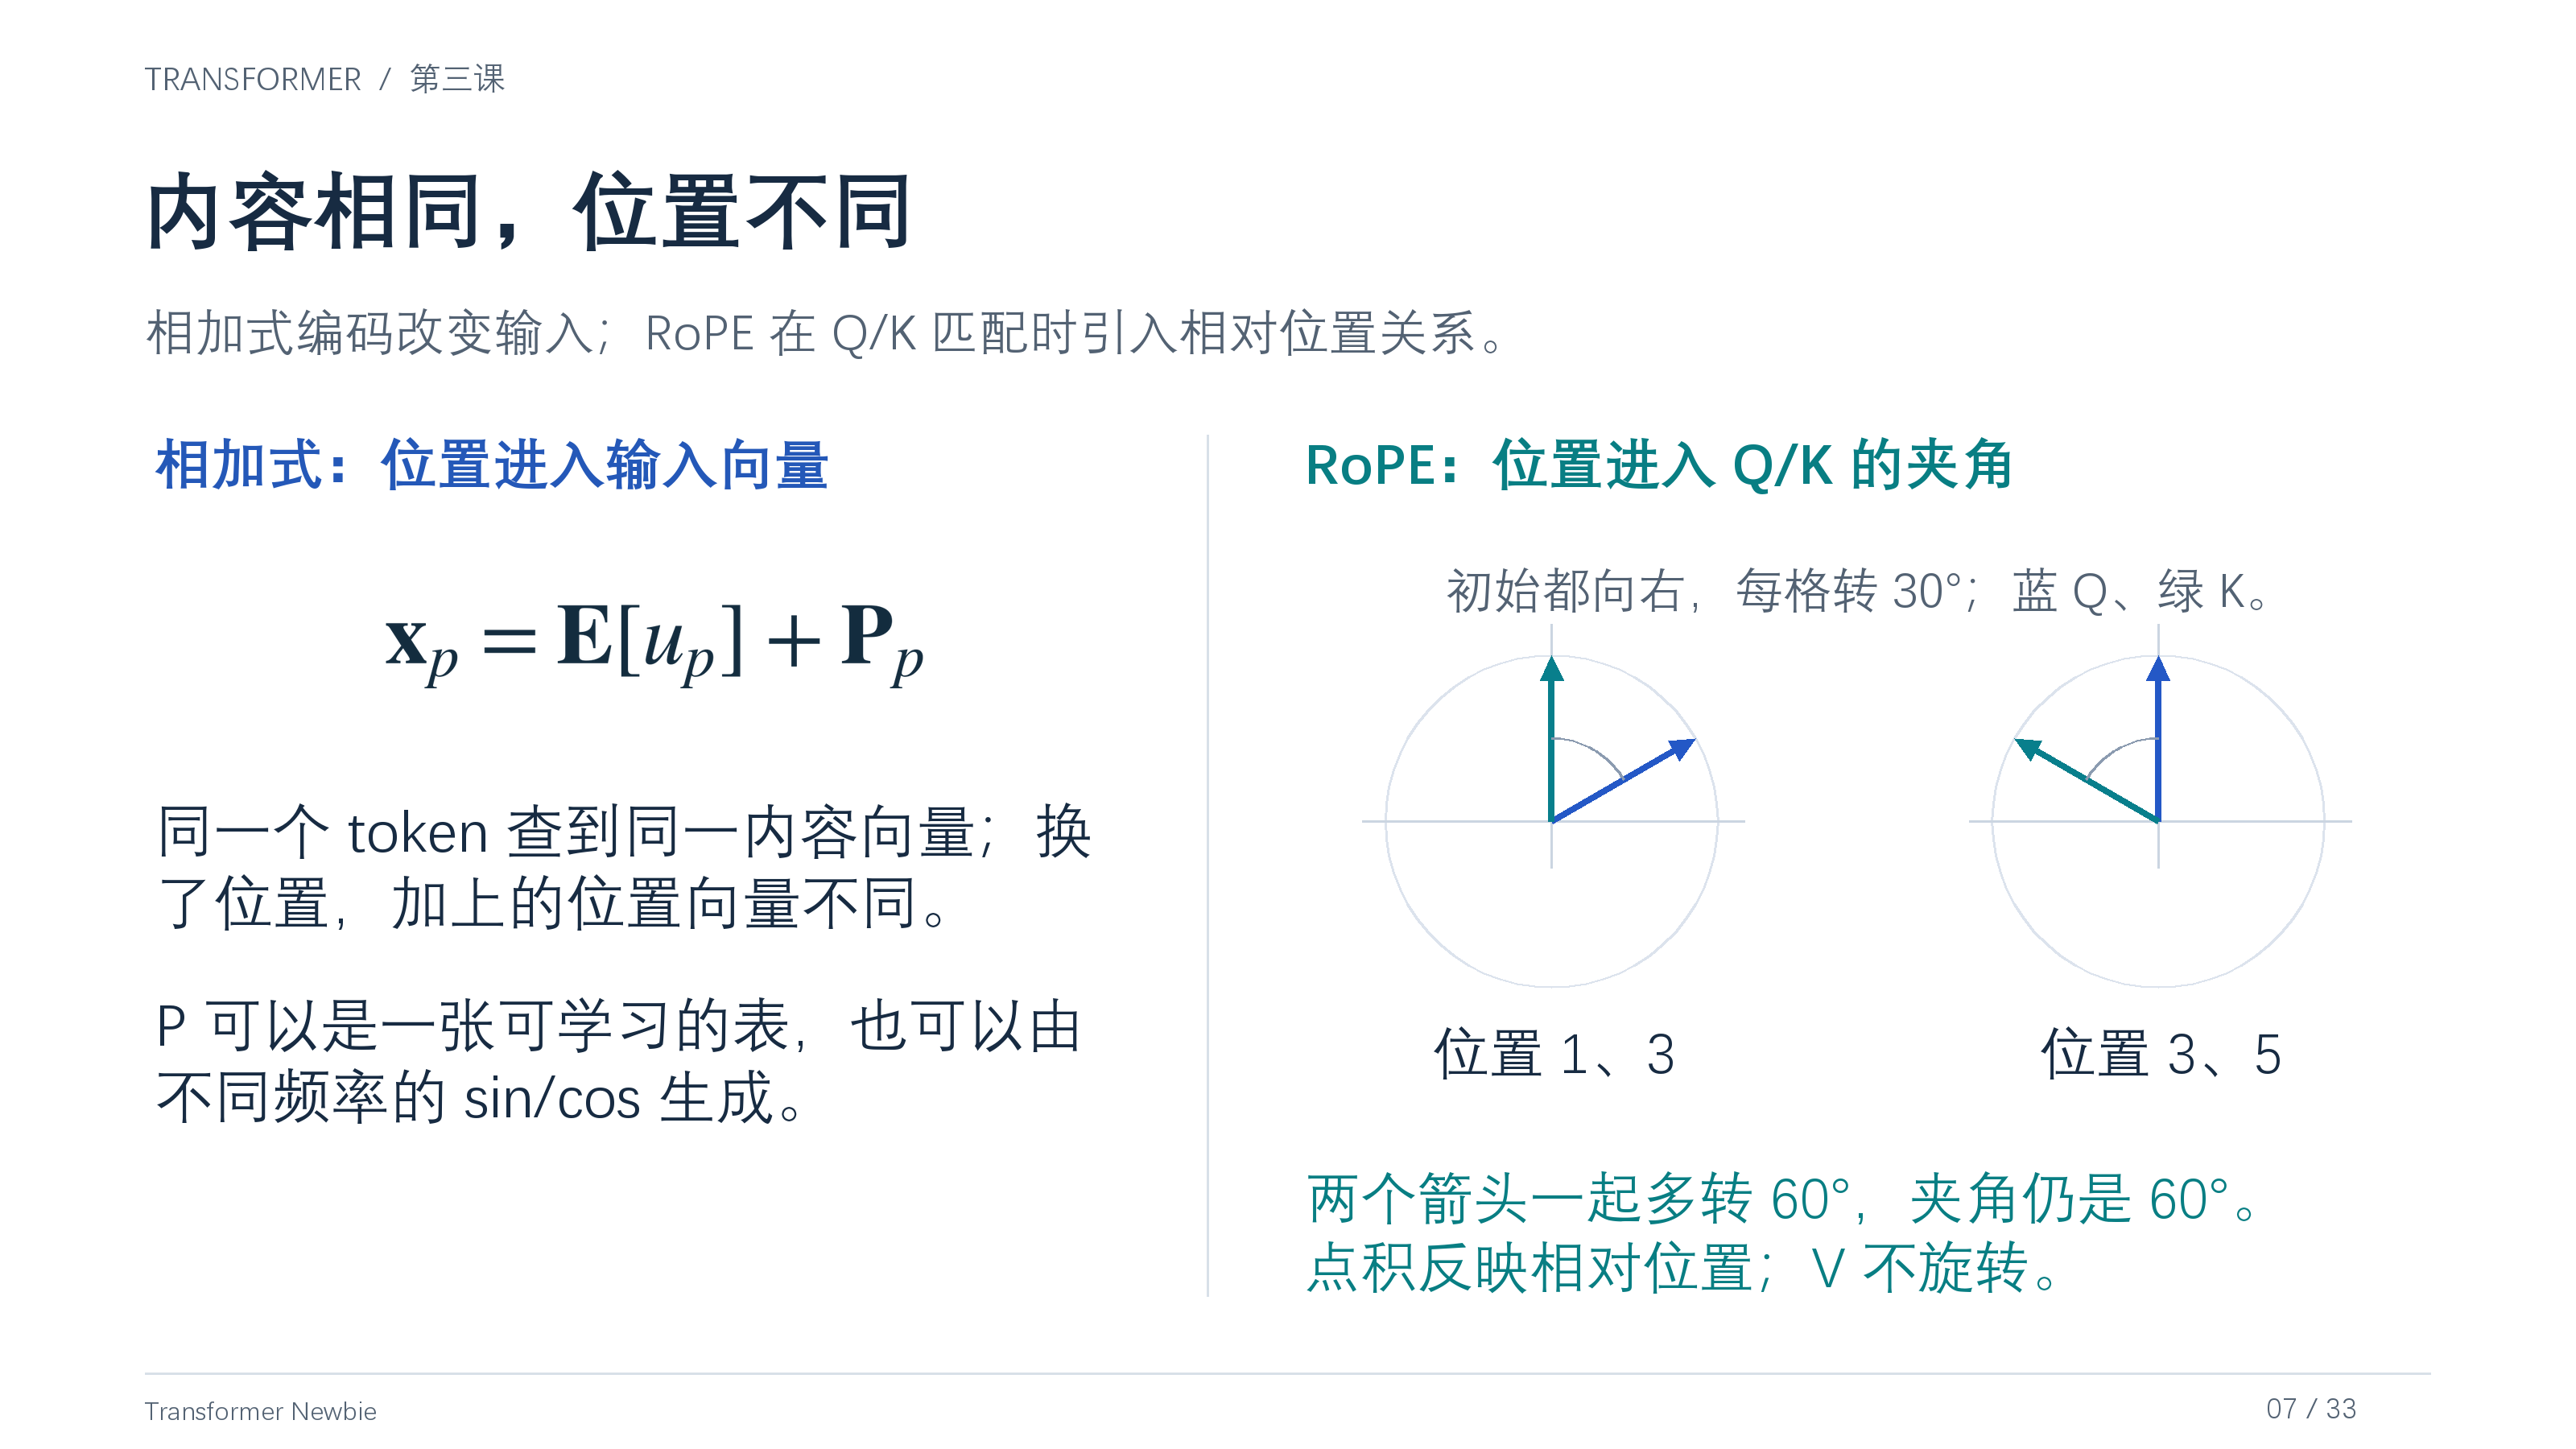 TRANSFORMER / 第三课
内容相同，位置不同
相加式编码改变输入；RoPE 在 Q/K 匹配时引入相对位置关系。
相加式：位置进入输入向量
x_p = E[u_p] + P_p
同一个 token 查到同一内容向量；换
了位置，加上的位置向量不同。
P 可以是一张可学习的表，也可以由
不同频率的 sin/cos 生成。
RoPE：位置进入 Q/K 的夹角
初始都向右，每格转 30°；蓝 Q、绿 K。
位置 1、3
位置 3、5
两个箭头一起多转 60°，夹角仍是 60°。
点积反映相对位置；V 不旋转。
Transformer Newbie
07 / 33